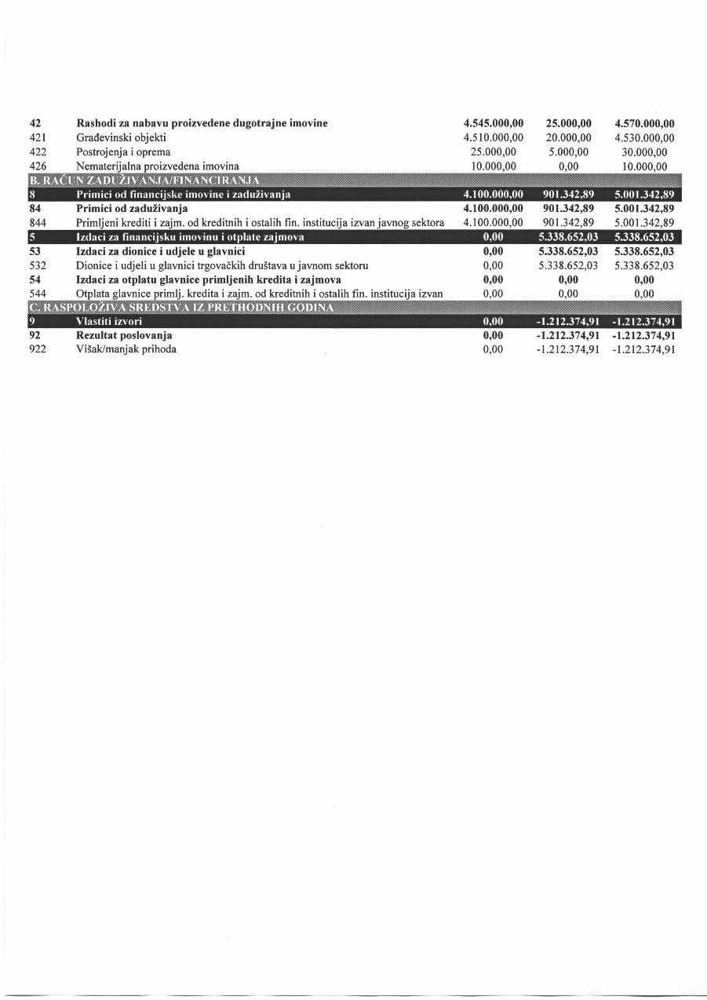 42 Rashodi za nabavu proizvedene dugotrajne imovine 4.545.000,00 25.000,00 4.570.000,00
421 Građevinski objekti 4.510.000,00 20.000,00 4.530.000,00
422 Postrojenja i oprema 25.000,00 5.000,00 30.000,00
426 Nematerijalna proizvedena imovina 10.000,00 0,00 10.000,00
B. RAČUN ZADUŽIVANJA/FINANCIRANJA
8 Primici od financijske imovine i zaduživanja 4.100.000,00 901.342,89 5.001.342,89
84 Primici od zaduživanja 4.100.000,00 901.342,89 5.001.342,89
844 Primljeni krediti i zajm. od kreditnih i ostalih fin. institucija izvan javnog sektora 4.100.000,00 901.342,89 5.001.342,89
5 Izdaci za financijsku imovinu i otplate zajmova 0,00 5.338.652,03 5.338.652,03
53 Izdaci za dionice i udjele u glavnici 0,00 5.338.652,03 5.338.652,03
532 Dionice i udjeli u glavnici trgovačkih društava u javnom sektoru 0,00 5.338.652,03 5.338.652,03
54 Izdaci za otplatu glavnice primljenih kredita i zajmova 0,00 0,00 0,00
544 Otplata glavnice primlj. kredita i zajm. od kreditnih i ostalih fin. institucija izvan 0,00 0,00 0,00
C. RASPOLOŽIVA SREDSTVA IZ PRETHODNIH GODINA
9 Vlastiti izvori 0,00 -1.212.374,91 -1.212.374,91
92 Rezultat poslovanja 0,00 -1.212.374,91 -1.212.374,91
922 Višak/manjak prihoda 0,00 -1.212.374,91 -1.212.374,91